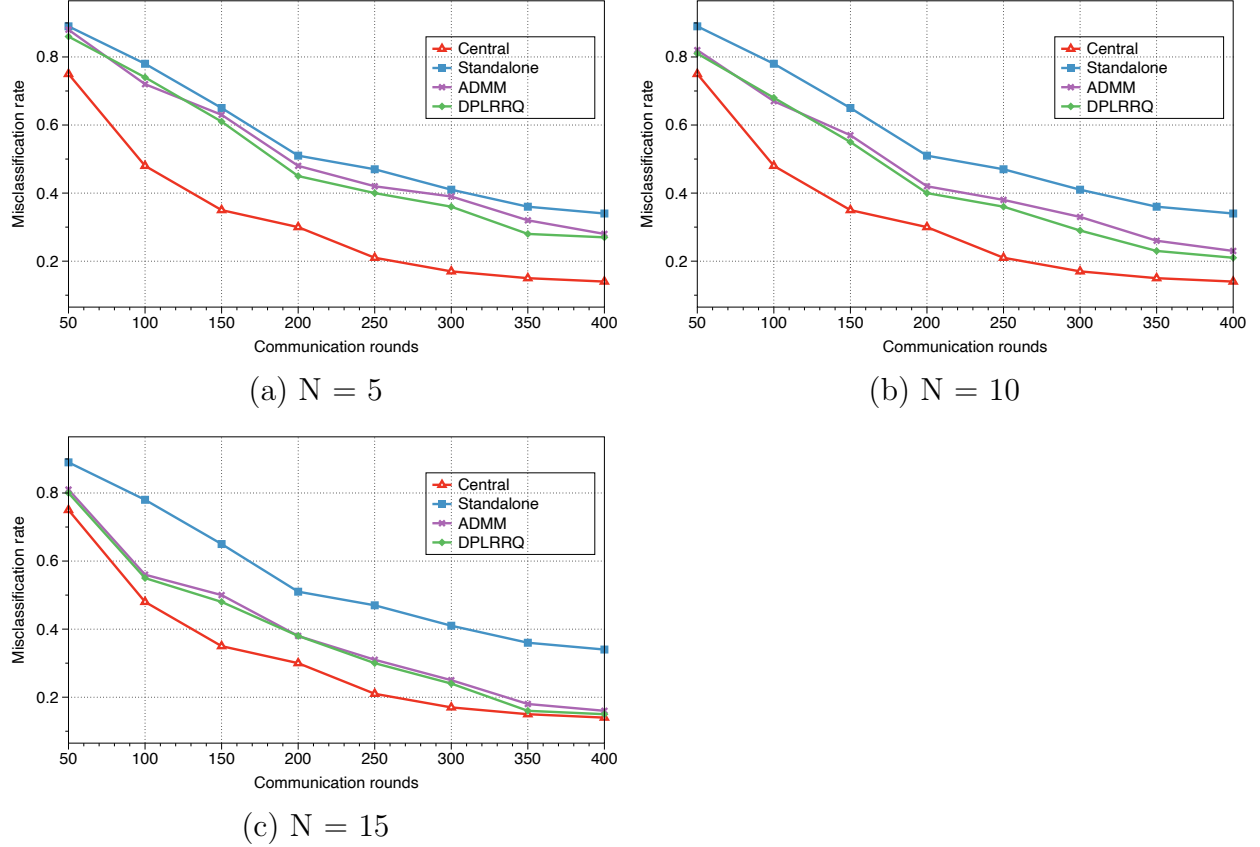 Misclassification rate
0.8
0.6
0.4
0.2
Central
Standalone
ADMM
DPLRRQ
50 100 150 200 250 300 350 400
Communication rounds
(a) N = 5
Misclassification rate
0.8
0.6
0.4
0.2
Central
Standalone
ADMM
DPLRRQ
50 100 150 200 250 300 350 400
Communication rounds
(b) N = 10
Misclassification rate
0.8
0.6
0.4
0.2
Central
Standalone
ADMM
DPLRRQ
50 100 150 200 250 300 350 400
Communication rounds
(c) N = 15